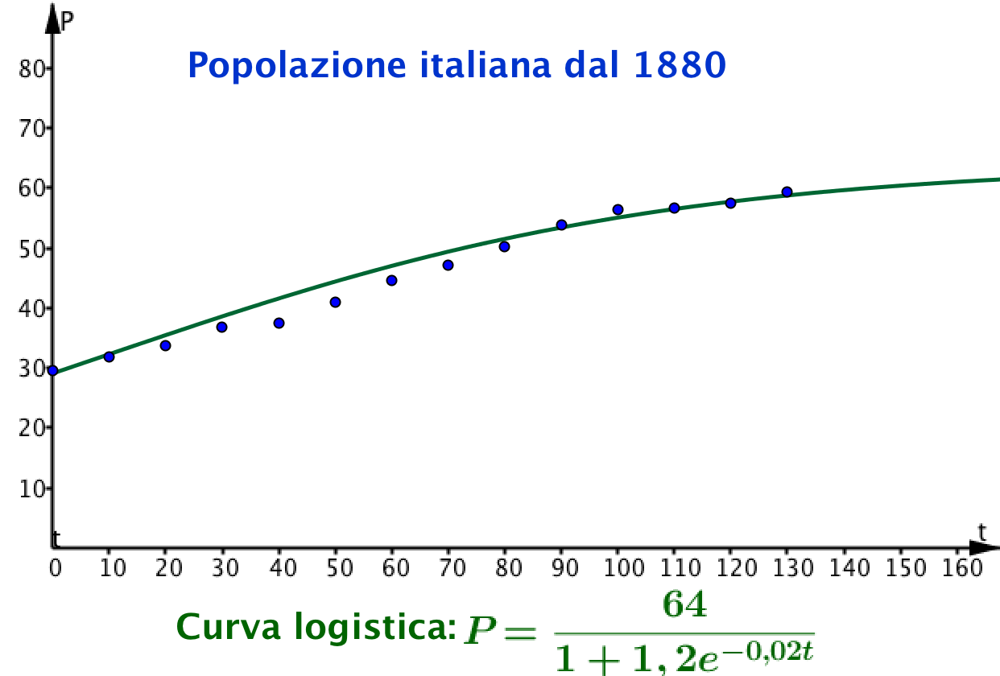 P
Popolazione italiana dal 1880
80
70
60
50
40
30
20
10
t
t
0 10 20 30 40 50 60 70 80 90 100 110 120 130 140 150 160
Curva logistica: P = 64 / 1 + 1,2e^{-0,02t}